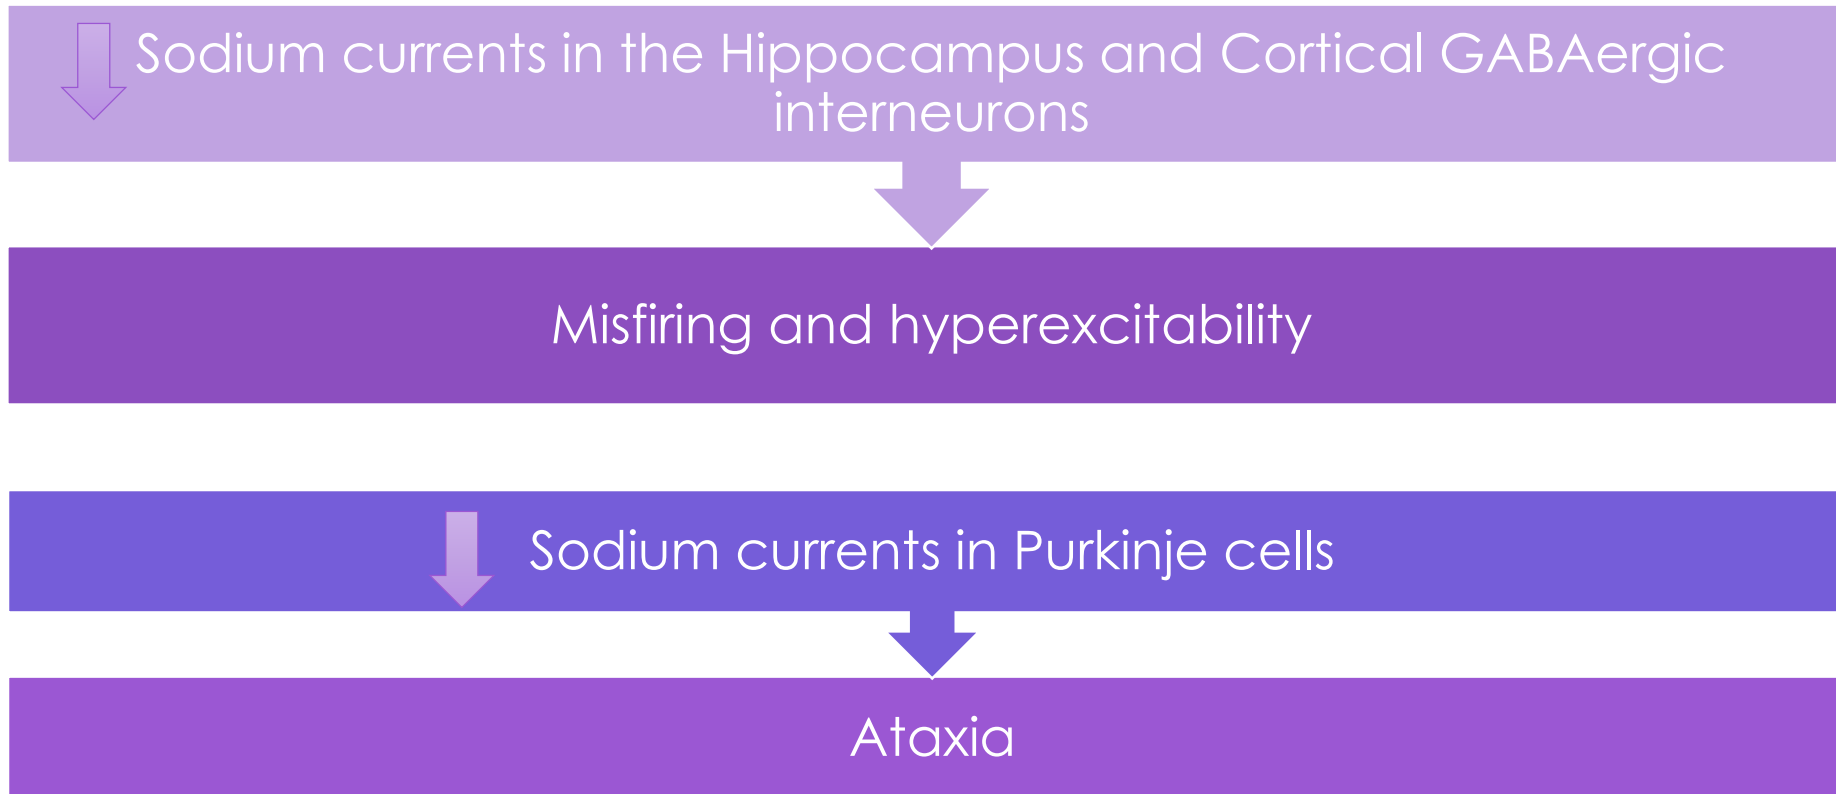 Sodium currents in the Hippocampus and Cortical GABAergic
interneurons
Misfiring and hyperexcitability
Sodium currents in Purkinje cells
Ataxia